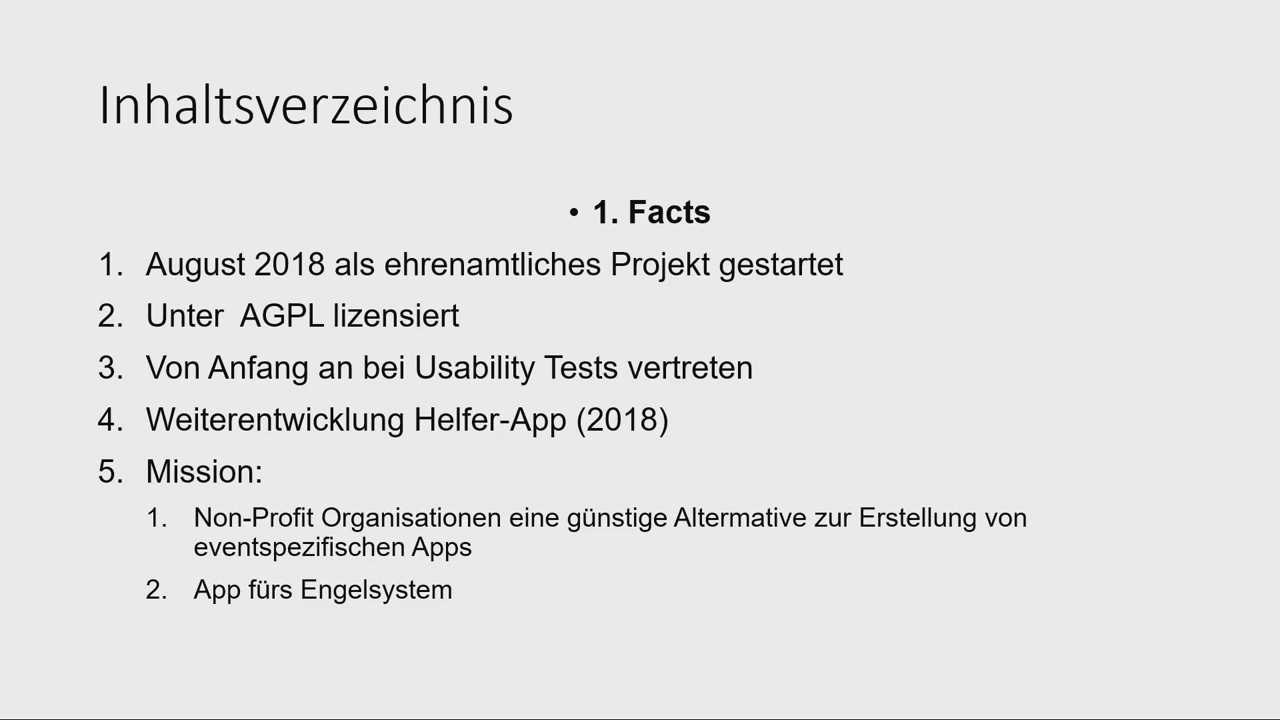 Inhaltsverzeichnis
• 1. Facts
1. August 2018 als ehrenamtliches Projekt gestartet
2. Unter  AGPL lizensiert
3. Von Anfang an bei Usability Tests vertreten
4. Weiterentwicklung Helfer-App (2018)
5. Mission:
1. Non-Profit Organisationen eine günstige Altermative zur Erstellung von
eventspezifischen Apps
2. App fürs Engelsystem